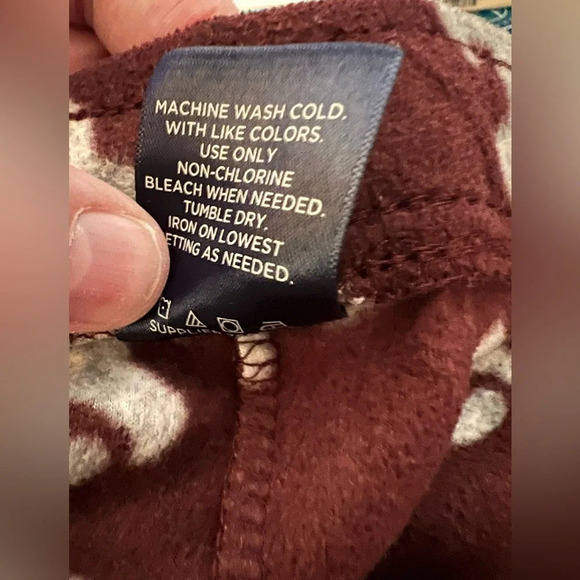 MACHINE WASH COLD.
WITH LIKE COLORS.
USE ONLY
NON-CHLORINE
BLEACH WHEN NEEDED.
TUMBLE DRY.
IRON ON LOWEST
ETTING AS NEEDED.
SUPPLIE